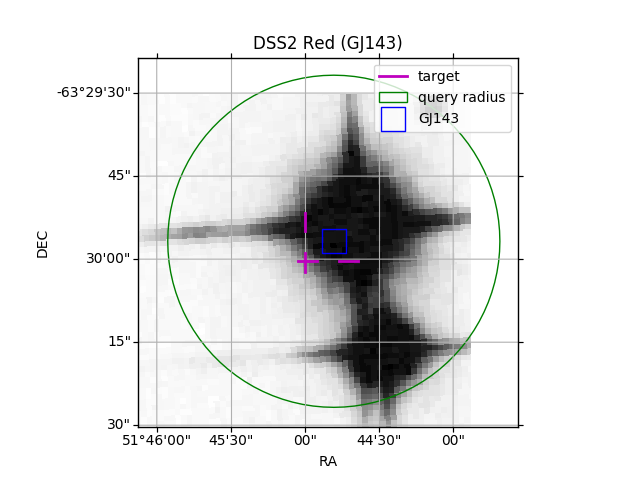 DSS2 Red (GJ143)
target
query radius
GJ143
-63°29'30"
45"
30'00"
15"
30"
DEC
51°46'00" 45'30" 00" 44'30" 00"
RA